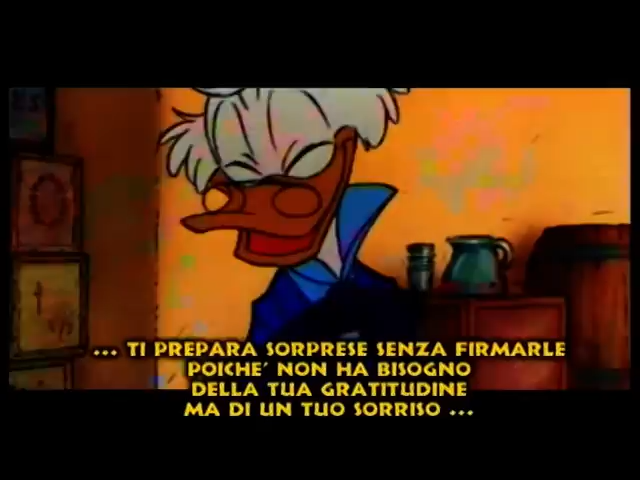 ... TI PREPARA SORPRESE SENZA FIRMARLE
POICHE' NON HA BISOGNO
DELLA TUA GRATITUDINE
MA DI UN TUO SORRISO ...